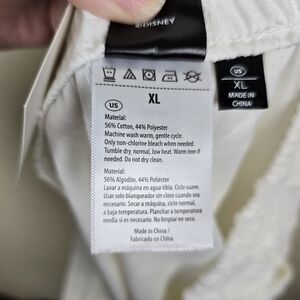 ©DISNEY
US
XL
MADE IN
CHINA
US
XL
Material:
56% Cotton, 44% Polyester
Machine wash warm, gentle cycle.
Only non-chlorine bleach when needed.
Tumble dry normal, low heat. Warm iron if
needed. Do not dry clean.
Material:
56% Algodón, 44% Poliéster
Lavar a máquina en agua tibia. Ciclo suave.
Usar solo blanqueador sin cloro cuando sea
necesario. Secar a máquina, ciclo normal,
a baja temperatura. Planchar a temperatura
media si es necesario. No limpiar en seco.
Made in China /
Fabricado en China